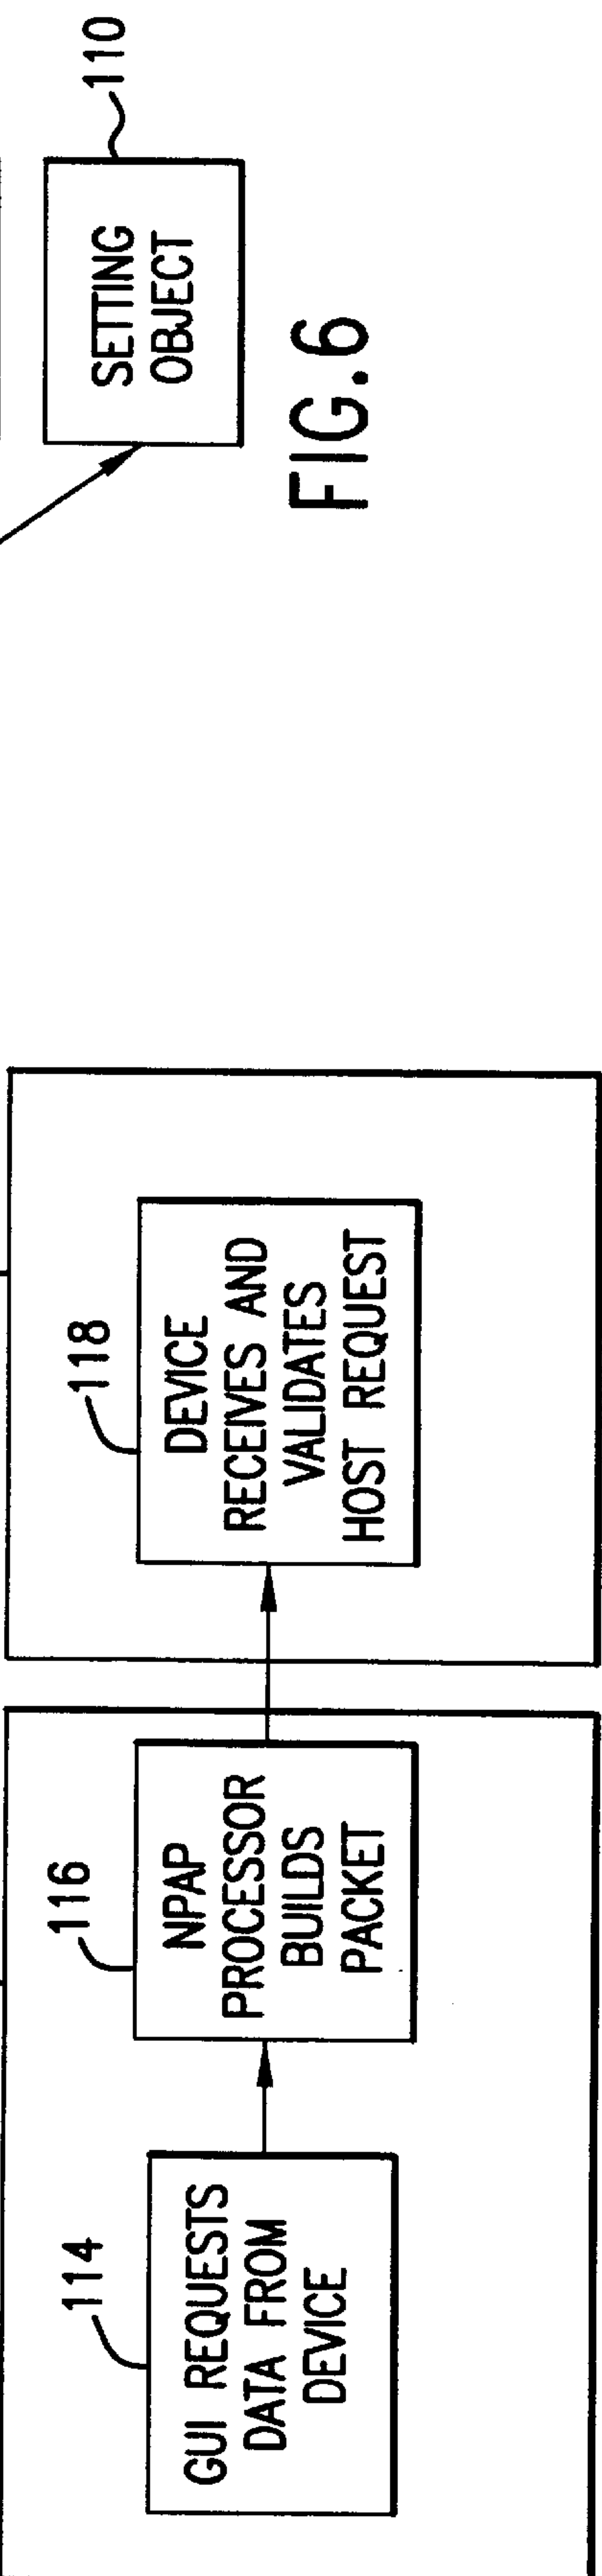 110
SETTING
OBJECT
FIG.6
114
GUI REQUESTS
DATA FROM
DEVICE
116
NPAP
PROCESSOR
BUILDS
PACKET
118
DEVICE
RECEIVES AND
VALIDATES
HOST REQUEST